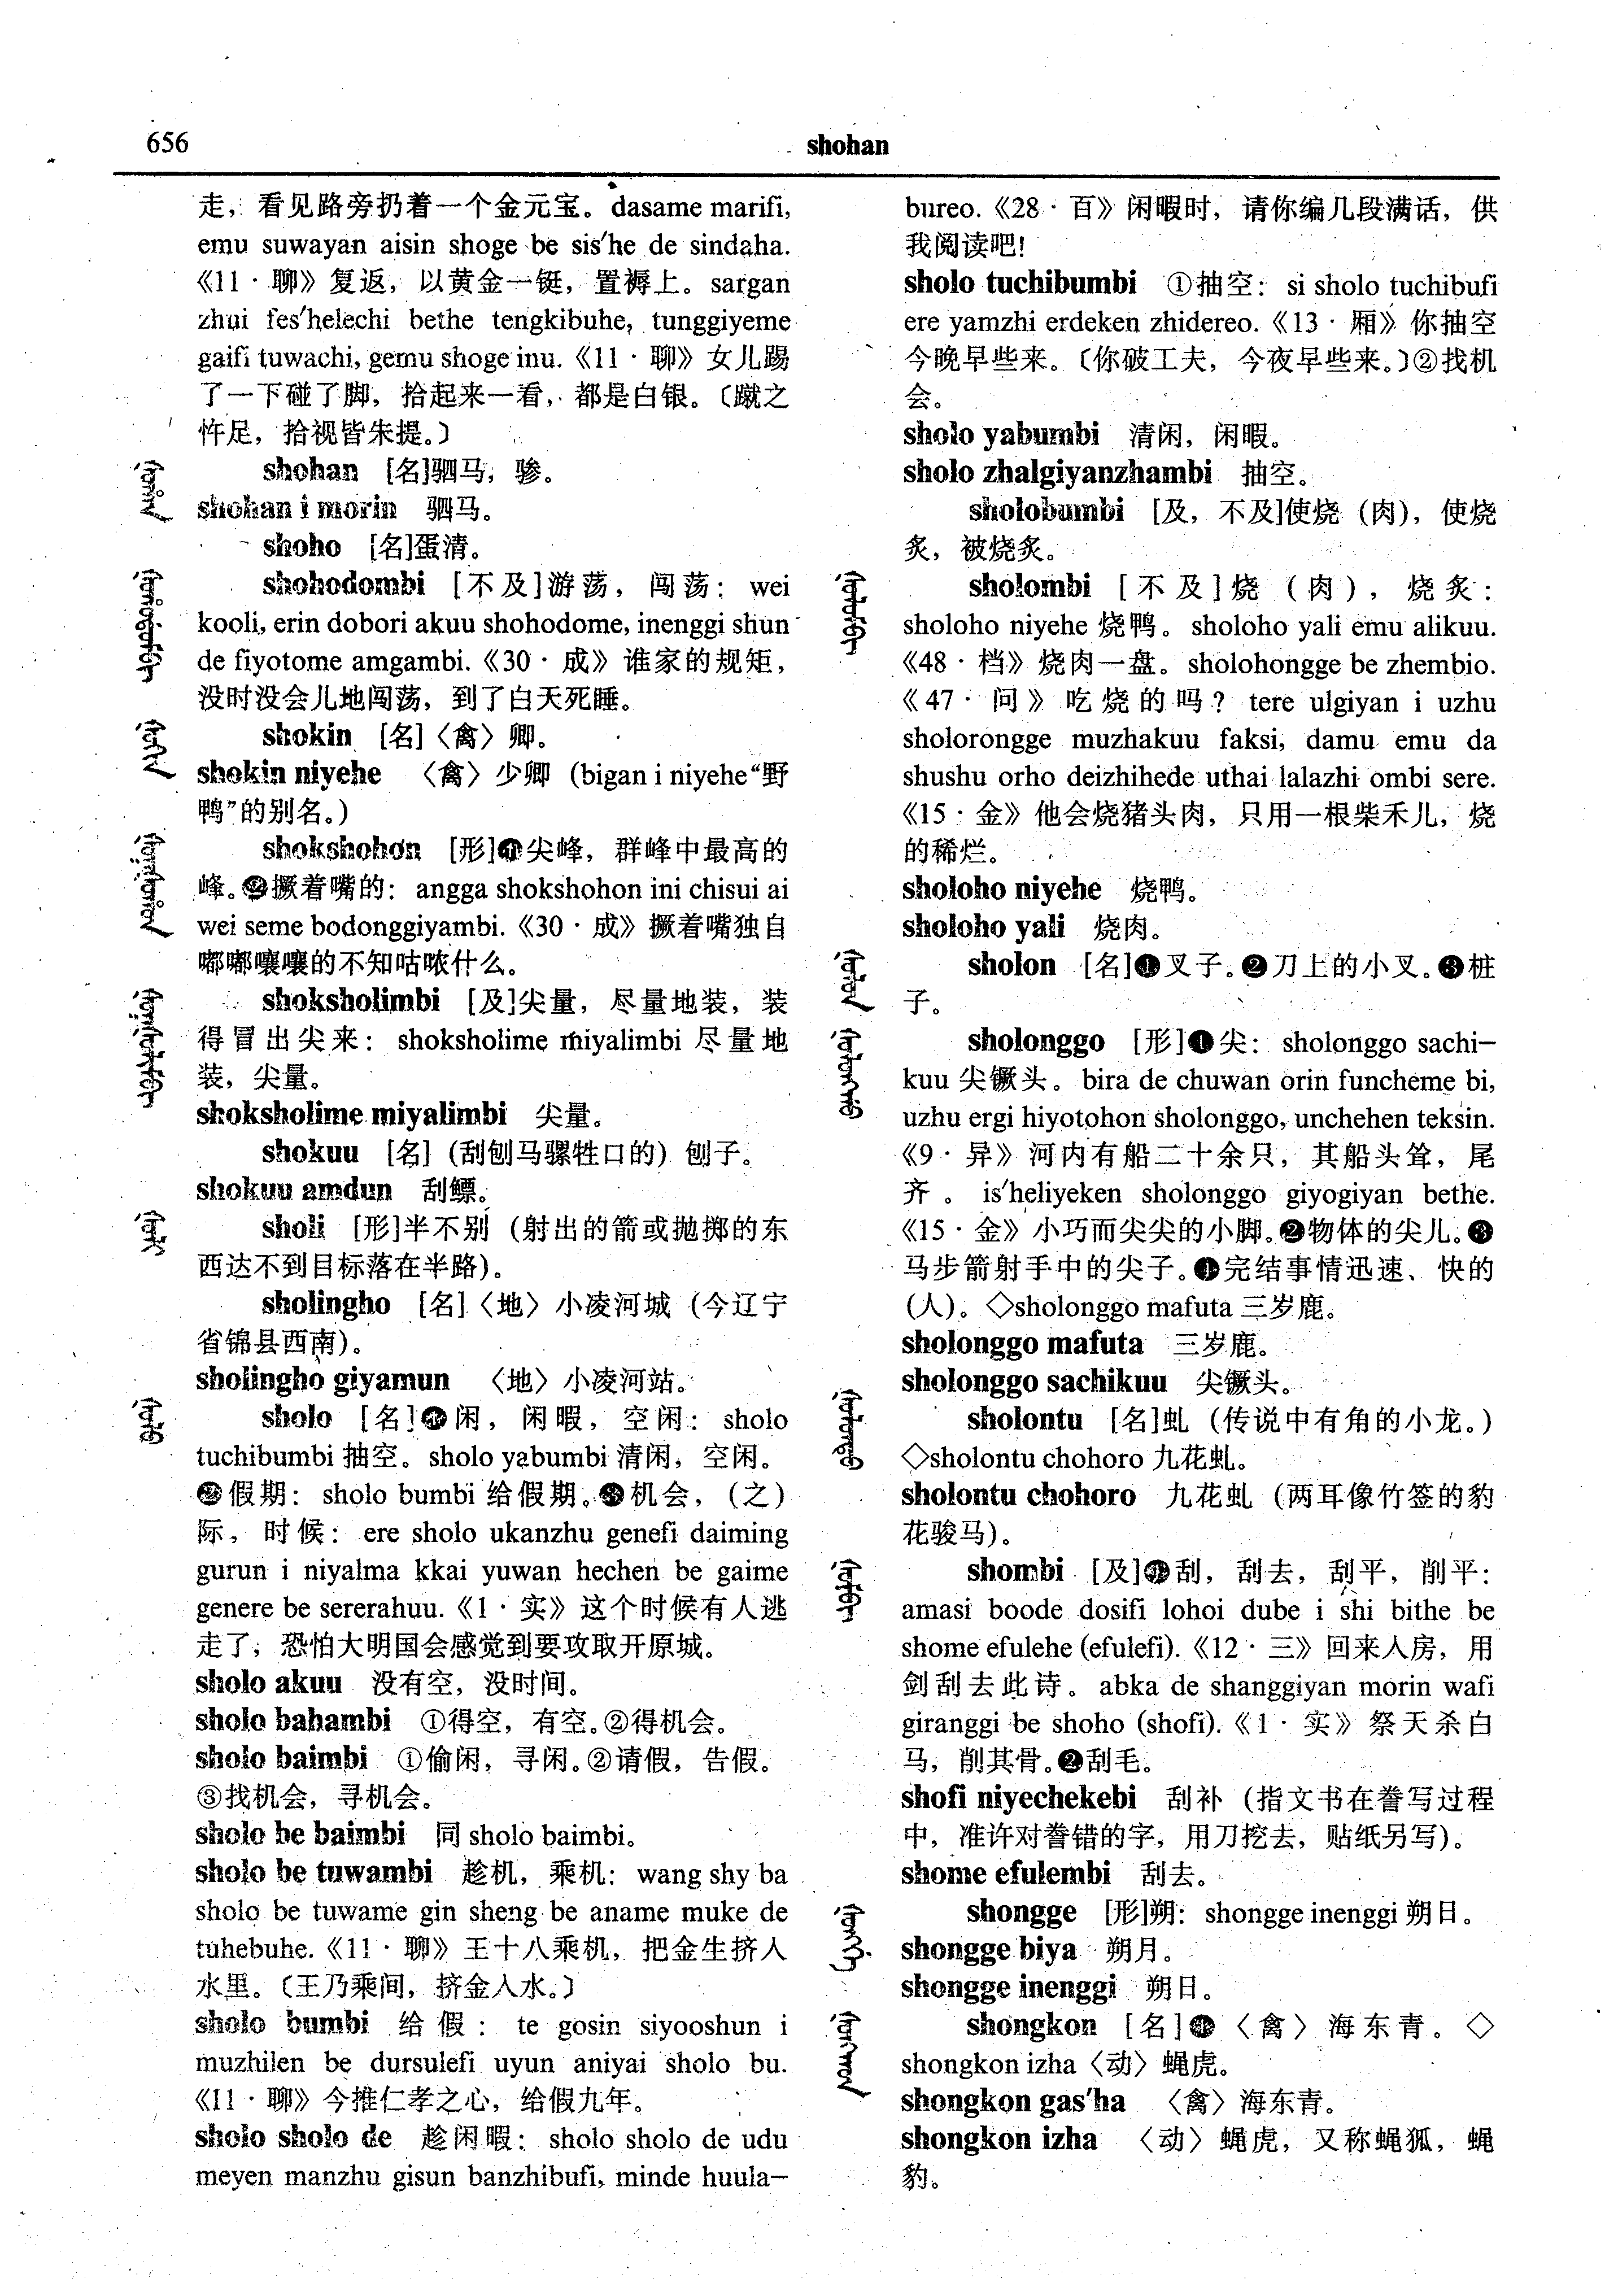 656
shohan
走，看见路旁扔着一个金元宝。dasame marifi,
emu suwayan aisin shoge be sis'he de sindaha.
《11·聊》复返，以黄金一铤，置褥上。sargan
zhui fes'helechi bethe tengkibuhe, tunggiyeme
gaifi tuwachi, gemu shoge inu.《11·聊》女儿踢
了一下碰了脚，拾起来一看，都是白银。〔蹴之
忤足，拾视皆朱提。〕
shohan [名]驷马，骖。
shohan i morin 驷马。
shoho [名]蛋清。
shohodombi [不及]游荡，闯荡：wei
kooli, erin dobori akuu shohodome, inenggi shun
de fiyotome amgambi.《30·成》谁家的规矩，
没时没会儿地闯荡，到了白天死睡。
shokin [名]〈禽〉卿。
shokin niyehe 〈禽〉少卿（bigan i niyehe“野
鸭”的别名。）
shokshohon [形]❶尖峰，群峰中最高的
峰。❷撅着嘴的：angga shokshohon ini chisui ai
wei seme bodonggiyambi.《30·成》撅着嘴独自
嘟嘟囔囔的不知咕哝什么。
shoksholimbi [及]尖量，尽量地装，装
得冒出尖来：shoksholime miyalimbi 尽量地
装，尖量。
shoksholime miyalimbi 尖量。
shokuu [名]（刮刨马骡牲口的）刨子。
shokuu amdun 刮鳔。
sholi [形]半不别（射出的箭或抛掷的东
西达不到目标落在半路）。
sholingho [名]〈地〉小凌河城（今辽宁
省锦县西南）。
sholingho giyamun 〈地〉小凌河站。
sholo [名]❶闲，闲暇，空闲：sholo
tuchibumbi 抽空。sholo yabumbi 清闲，空闲。
❷假期：sholo bumbi 给假期。❸机会，（之）
际，时候：ere sholo ukanzhu genefi daiming
gurun i niyalma kkai yuwan hechen be gaime
genere be sererahuu.《1·实》这个时候有人逃
走了，恐怕大明国会感觉到要攻取开原城。
sholo akuu 没有空，没时间。
sholo bahambi ①得空，有空。②得机会。
sholo baimbi ①偷闲，寻闲。②请假，告假。
③找机会，寻机会。
sholo be baimbi 同 sholo baimbi。
sholo be tuwambi 趁机，乘机：wang shy ba
sholo be tuwame gin sheng be aname muke de
tuhebuhe.《11·聊》王十八乘机，把金生挤入
水里。〔王乃乘间，挤金入水。〕
sholo bumbi 给假：te gosin siyooshun i
muzhilen be dursulefi uyun aniyai sholo bu.
《11·聊》今推仁孝之心，给假九年。
sholo sholo de 趁闲暇：sholo sholo de udu
meyen manzhu gisun banzhibufi, minde huula-
bureo.《28·百》闲暇时，请你编几段满话，供
我阅读吧！
sholo tuchibumbi ①抽空：si sholo tuchibufi
ere yamzhi erdeken zhidereo.《13·厢》你抽空
今晚早些来。〔你破工夫，今夜早些来。〕②找机
会。
sholo yabumbi 清闲，闲暇。
sholo zhalgiyanzhambi 抽空。
sholobumbi [及，不及]使烧（肉），使烧
炙，被烧炙。
sholombi [不及]烧（肉），烧炙：
sholoho niyehe 烧鸭。sholoho yali emu alikuu.
《48·档》烧肉一盘。sholohongge be zhembio.
《47·问》吃烧的吗？tere ulgiyan i uzhu
sholorongge muzhakuu faksi, damu emu da
shushu orho deizhihede uthai lalazhi ombi sere.
《15·金》他会烧猪头肉，只用一根柴禾儿，烧
的稀烂。
sholoho niyehe 烧鸭。
sholoho yali 烧肉。
sholon [名]❶叉子。❷刀上的小叉。❸桩
子。
sholonggo [形]❶尖：sholonggo sachi-
kuu 尖镢头。bira de chuwan orin funcheme bi,
uzhu ergi hiyotohon sholonggo, unchehen teksin.
《9·异》河内有船二十余只，其船头耸，尾
齐。is'heliyeken sholonggo giyogiyan bethe.
《15·金》小巧而尖尖的小脚。❷物体的尖儿。❸
马步箭射手中的尖子。❹完结事情迅速、快的
（人）。◇sholonggo mafuta 三岁鹿。
sholonggo mafuta 三岁鹿。
sholonggo sachikuu 尖镢头。
sholontu [名]虬（传说中有角的小龙。）
◇sholontu chohoro 九花虬。
sholontu chohoro 九花虬（两耳像竹签的豹
花骏马）。
shombi [及]❶刮，刮去，刮平，削平：
amasi boode dosifi lohoi dube i shi bithe be
shome efulehe (efulefi).《12·三》回来入房，用
剑刮去此诗。abka de shanggiyan morin wafi
giranggi be shoho (shofi).《1·实》祭天杀白
马，削其骨。❷刮毛。
shofi niyechekebi 刮补（指文书在誊写过程
中，准许对誊错的字，用刀挖去，贴纸另写）。
shome efulembi 刮去。
shongge [形]朔：shongge inenggi 朔日。
shongge biya 朔月。
shongge inenggi 朔日。
shongkon [名]❶〈禽〉海东青。◇
shongkon izha〈动〉蝇虎。
shongkon gas'ha 〈禽〉海东青。
shongkon izha 〈动〉蝇虎，又称蝇狐，蝇
豹。